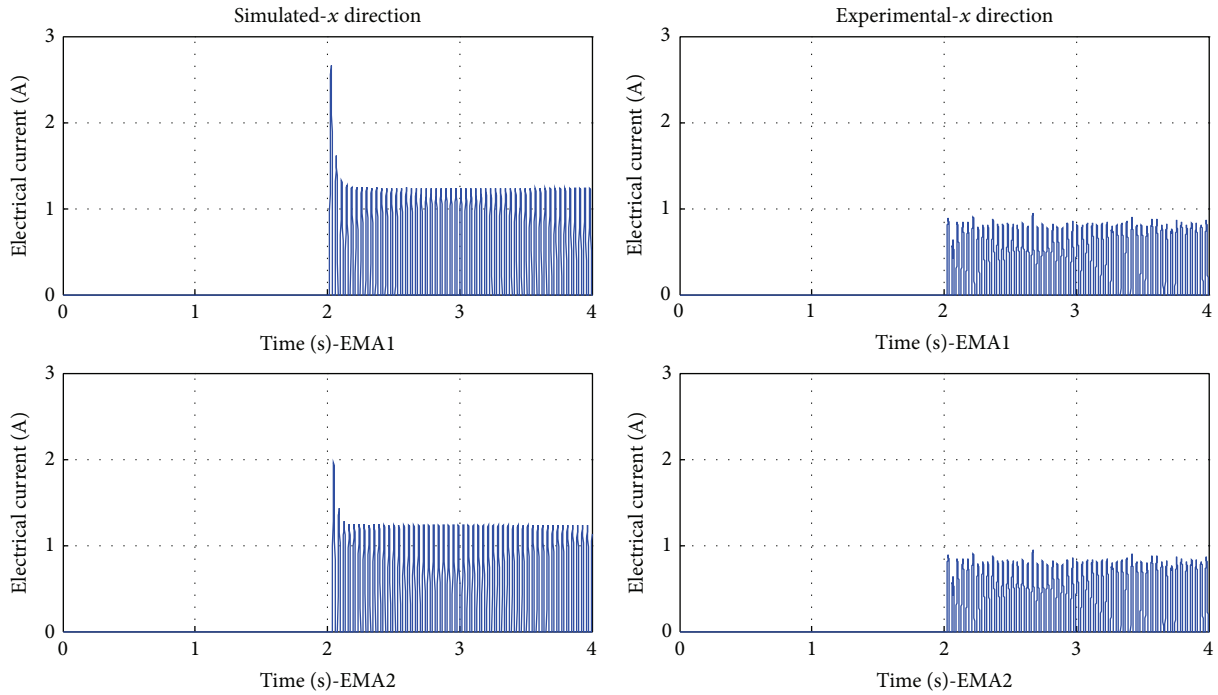 Simulated-x direction
3
2
1
0
Electrical current (A)
0 1 2 3 4
Time (s)-EMA1
Experimental-x direction
3
2
1
0
Electrical current (A)
0 1 2 3 4
Time (s)-EMA1
3
2
1
0
Electrical current (A)
0 1 2 3 4
Time (s)-EMA2
3
2
1
0
Electrical current (A)
0 1 2 3 4
Time (s)-EMA2